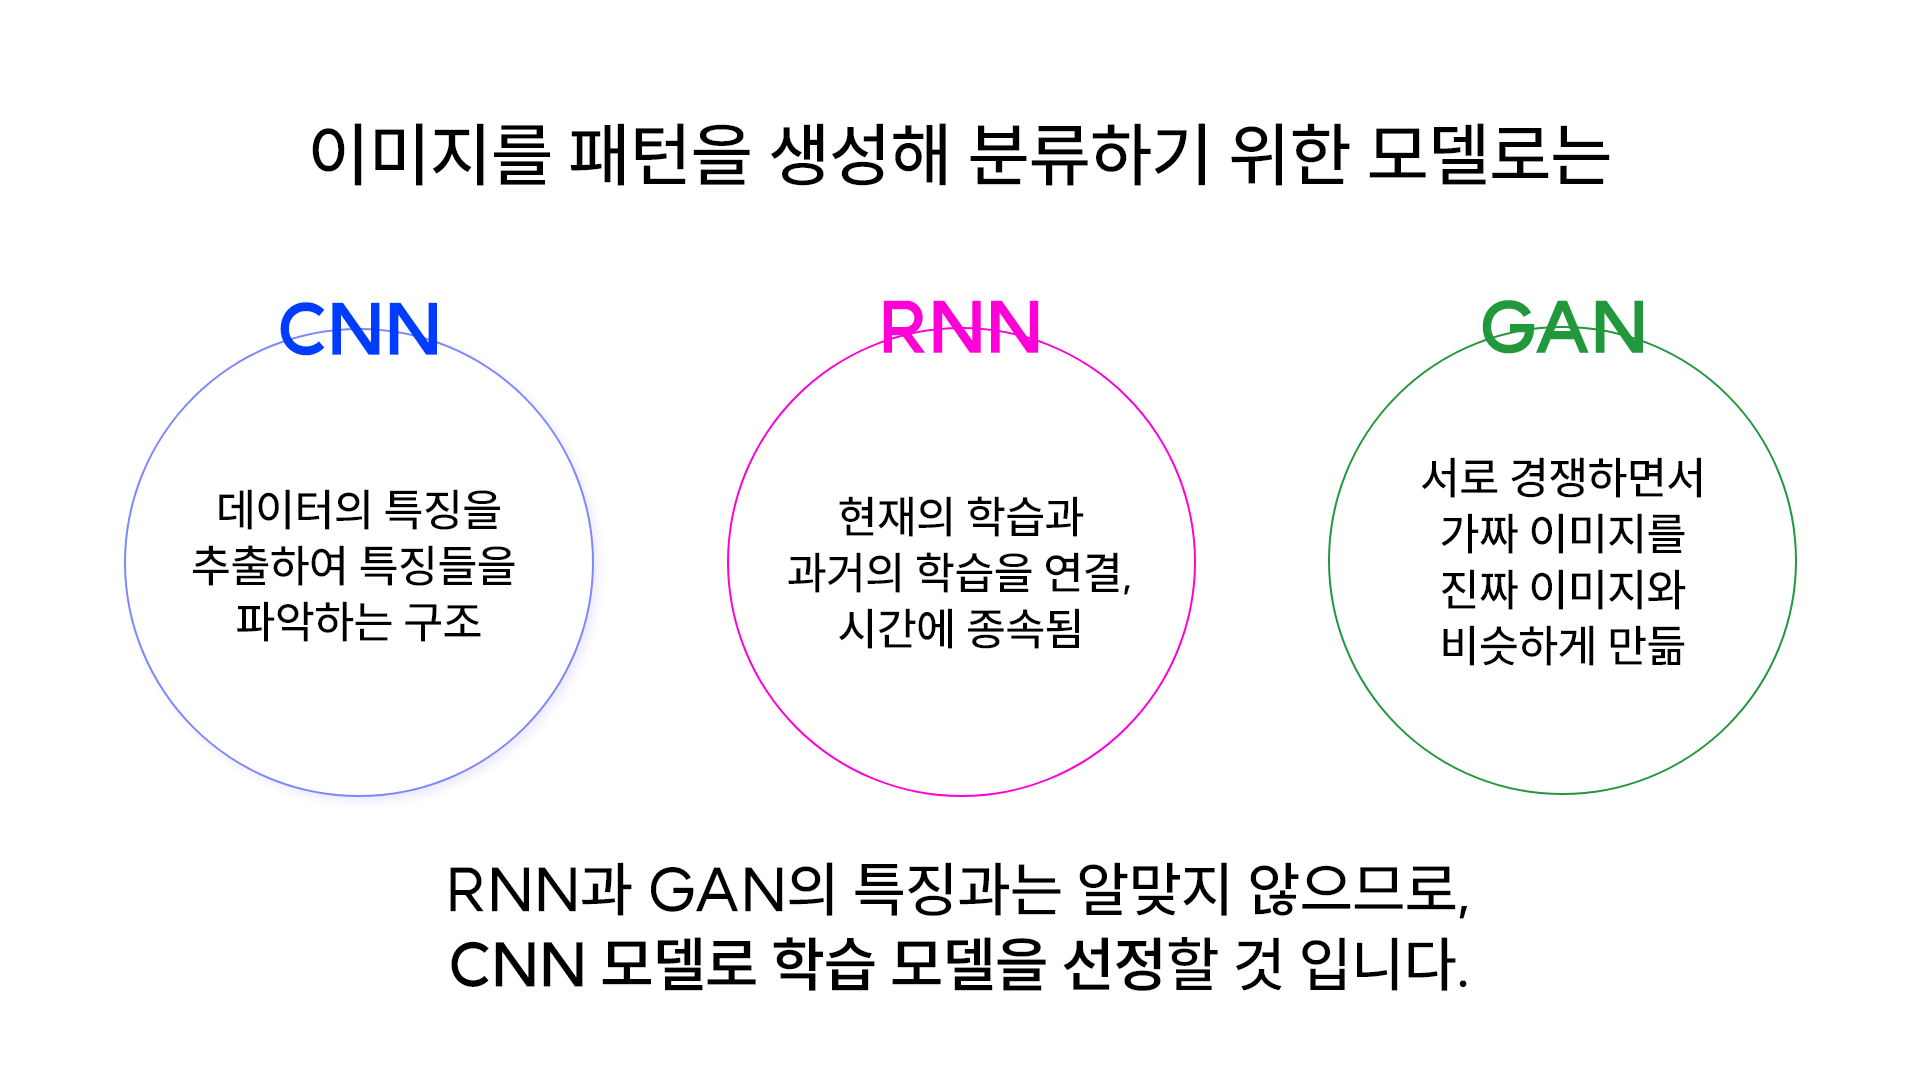 이미지를 패턴을 생성해 분류하기 위한 모델로는
CNN
데이터의 특징을
추출하여 특징들을
파악하는 구조
RNN
현재의 학습과
과거의 학습을 연결,
시간에 종속됨
GAN
서로 경쟁하면서
가짜 이미지를
진짜 이미지와
비슷하게 만듦
RNN과 GAN의 특징과는 알맞지 않으므로,
CNN 모델로 학습 모델을 선정할 것 입니다.